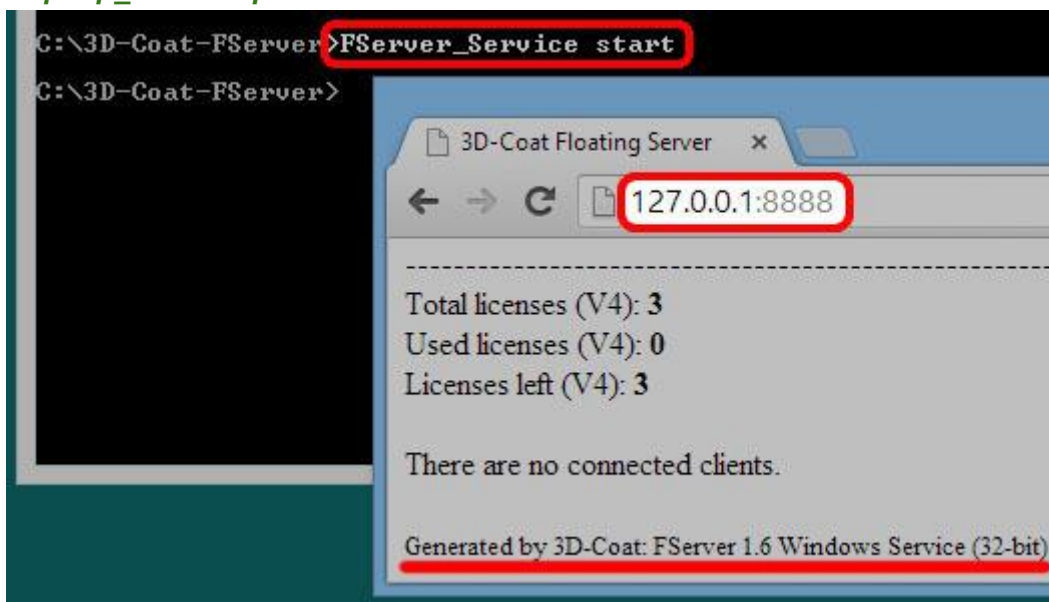 C:\3D-Coat-FServer>FServer_Service start
C:\3D-Coat-FServer>
3D-Coat Floating Server
127.0.0.1:8888
Total licenses (V4): 3
Used licenses (V4): 0
Licenses left (V4): 3
There are no connected clients.
Generated by 3D-Coat: FServer 1.6 Windows Service (32-bit)